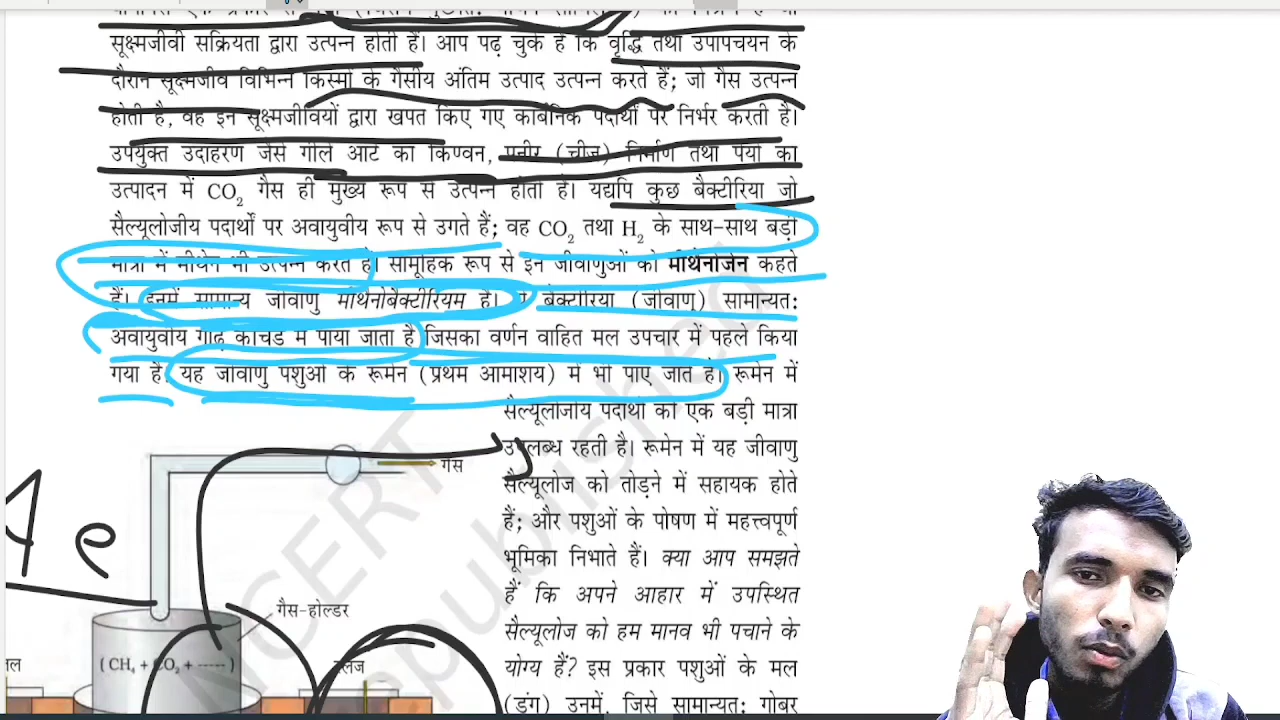 सूक्ष्मजीवी सक्रियता द्वारा उत्पन्न होती हैं। आप पढ़ चुके हैं कि वृद्धि तथा उपापचयन के
दौरान सूक्ष्मजीव विभिन्न किस्मों के गैसीय अंतिम उत्पाद उत्पन्न करते हैं; जो गैस उत्पन्न
होती है, वह इन सूक्ष्मजीवियों द्वारा खपत किए गए कार्बनिक पदार्थों पर निर्भर करती है।
उपर्युक्त उदाहरण जैसे गीले आटे का किण्वन, पनीर (चीज़) निर्माण तथा पेयों का
उत्पादन में CO₂ गैस ही मुख्य रूप से उत्पन्न होती है। यद्यपि कुछ बैक्टीरिया जो
सैल्यूलोजीय पदार्थों पर अवायुवीय रूप से उगते हैं; वह CO₂ तथा H₂ के साथ-साथ बड़ी
मात्रा में मीथेन भी उत्पन्न करते हैं। सामूहिक रूप से इन जीवाणुओं को मीथेनोजेन कहते
हैं। इनमें सामान्य जीवाणु मीथेनोबैक्टीरियम है। बैक्टीरिया (जीवाणु) सामान्यत:
अवायुवीय गाढ़े कीचड़ में पाया जाता है जिसका वर्णन वाहित मल उपचार में पहले किया
गया है यह जीवाणु पशुओं के रूमेन (प्रथम आमाशय) में भी पाए जाते हैं। रूमेन में
सैल्यूलोजीय पदार्थों की एक बड़ी मात्रा
उपलब्ध रहती है। रूमेन में यह जीवाणु
सैल्यूलोज को तोड़ने में सहायक होते
हैं; और पशुओं के पोषण में महत्त्वपूर्ण
भूमिका निभाते हैं। क्या आप समझते
हैं कि अपने आहार में उपस्थित
सैल्यूलोज को हम मानव भी पचाने के
योग्य हैं? इस प्रकार पशुओं के मल
(डंग) उनमें, जिसे सामान्यत: गोबर
गैस
Ae
गैस-होल्डर
(CH₄ + CO₂ + -----)
NCERT
republished